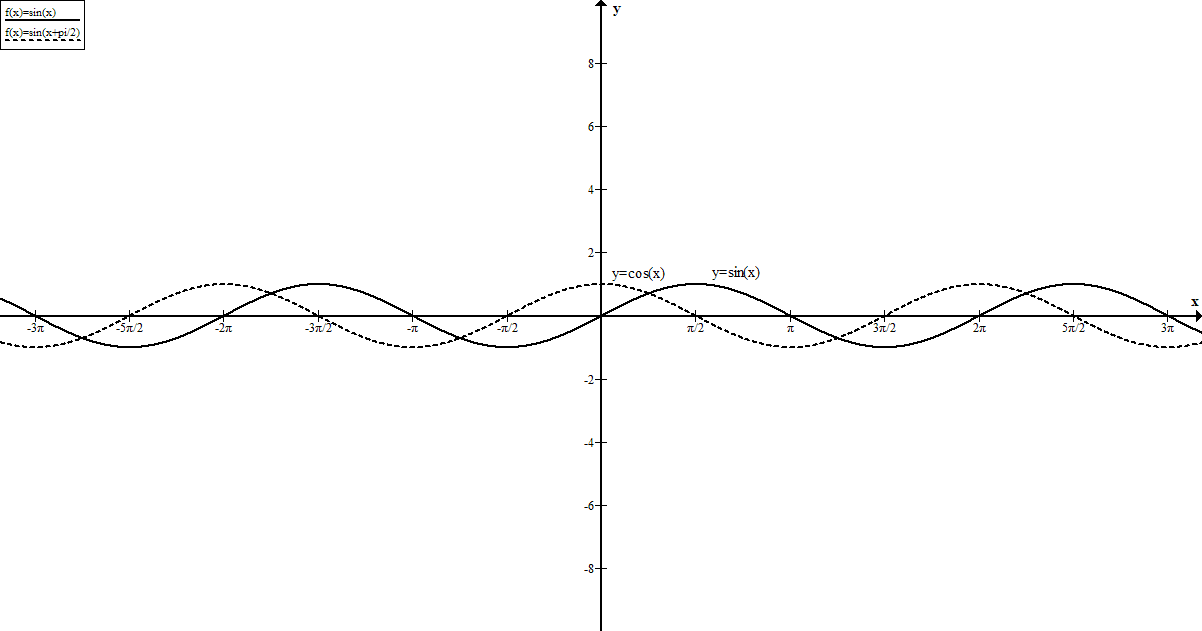 f(x)=sin(x)
f(x)=sin(x+pi/2)
y
8
6
4
2
y=cos(x) y=sin(x)
x
-3π -5π/2 -2π -3π/2 -π -π/2 π/2 π 3π/2 2π 5π/2 3π
-2
-4
-6
-8